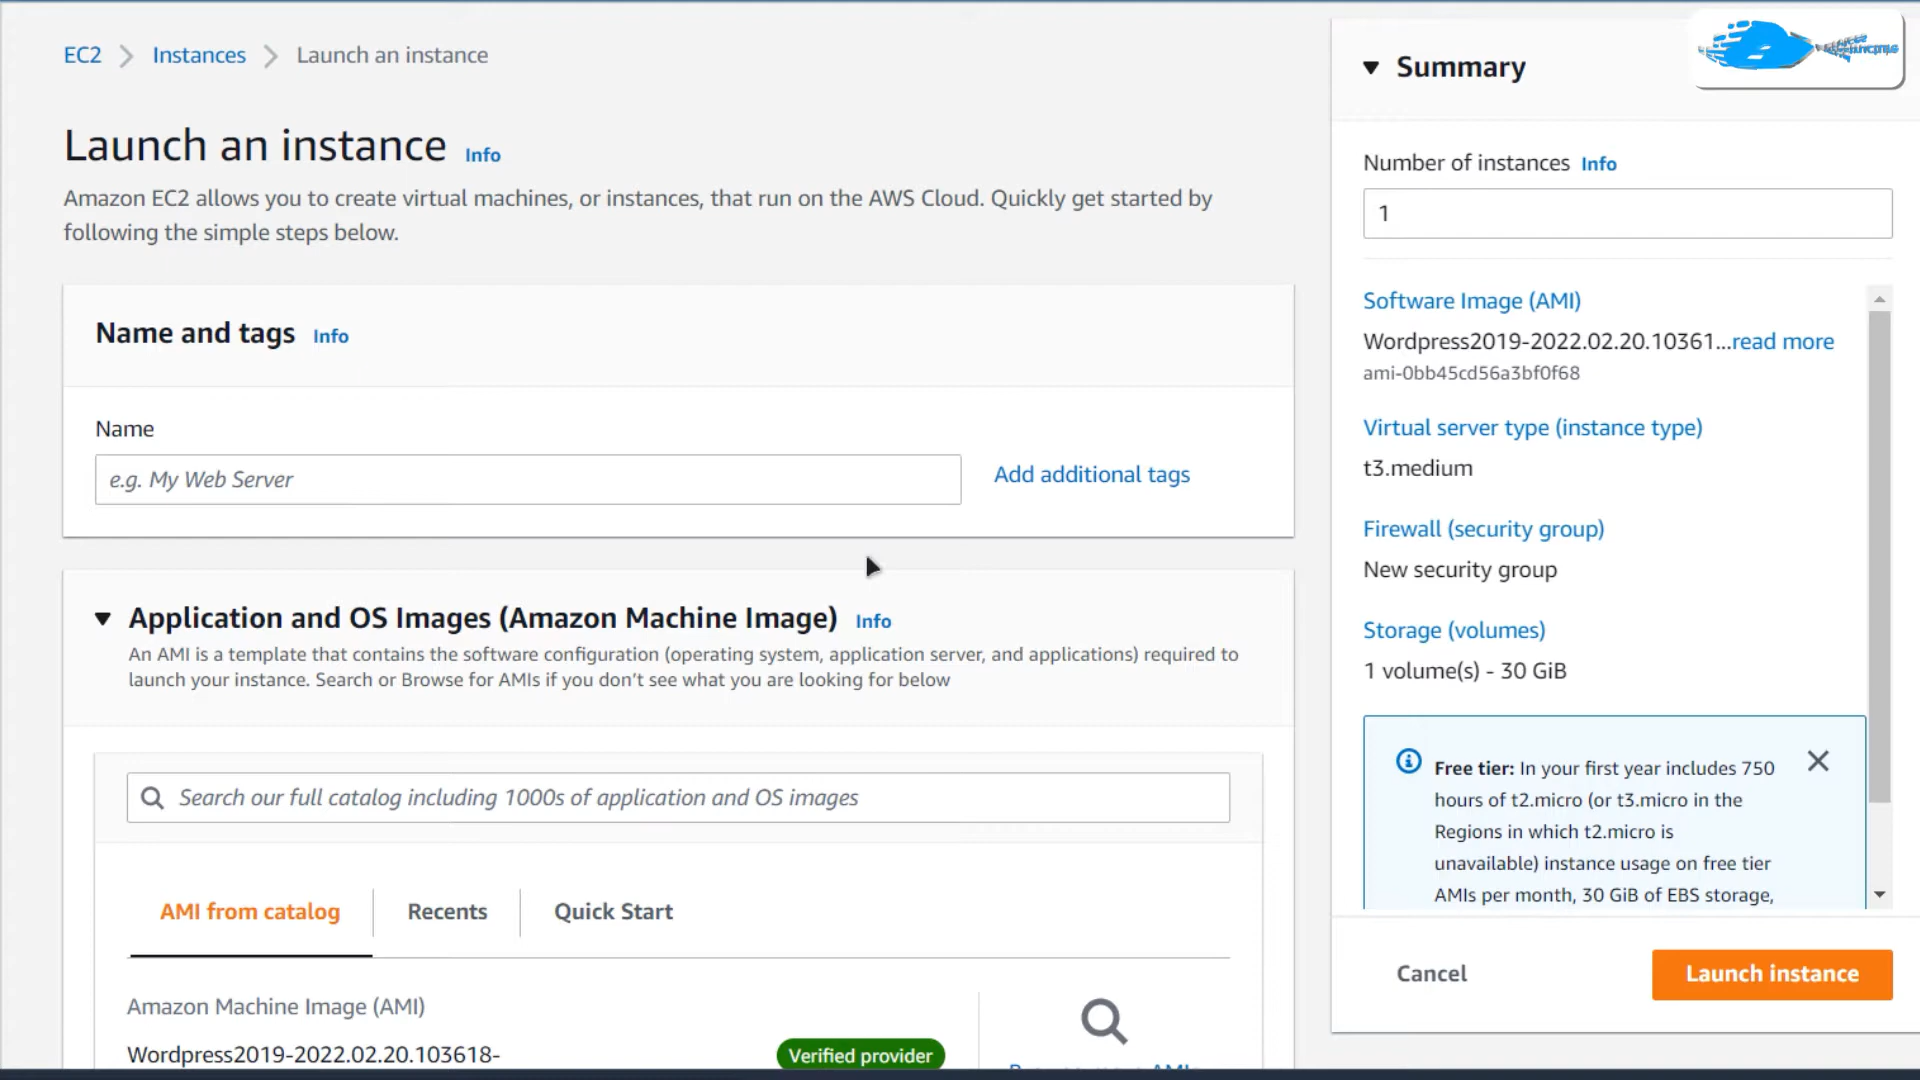 EC2 > Instances > Launch an instance
Launch an instance Info
Amazon EC2 allows you to create virtual machines, or instances, that run on the AWS Cloud. Quickly get started by
following the simple steps below.
Name and tags Info
Name
e.g. My Web Server
Add additional tags
Application and OS Images (Amazon Machine Image) Info
An AMI is a template that contains the software configuration (operating system, application server, and applications) required to
launch your instance. Search or Browse for AMIs if you don't see what you are looking for below
Search our full catalog including 1000s of application and OS images
AMI from catalog
Recents
Quick Start
Amazon Machine Image (AMI)
Wordpress2019-2022.02.20.103618-
Verified provider
Summary
Number of instances Info
1
Software Image (AMI)
Wordpress2019-2022.02.20.10361...read more
ami-0bb45cd56a3bf0f68
Virtual server type (instance type)
t3.medium
Firewall (security group)
New security group
Storage (volumes)
1 volume(s) - 30 GiB
Free tier: In your first year includes 750
hours of t2.micro (or t3.micro in the
Regions in which t2.micro is
unavailable) instance usage on free tier
AMIs per month, 30 GiB of EBS storage,
Cancel
Launch instance